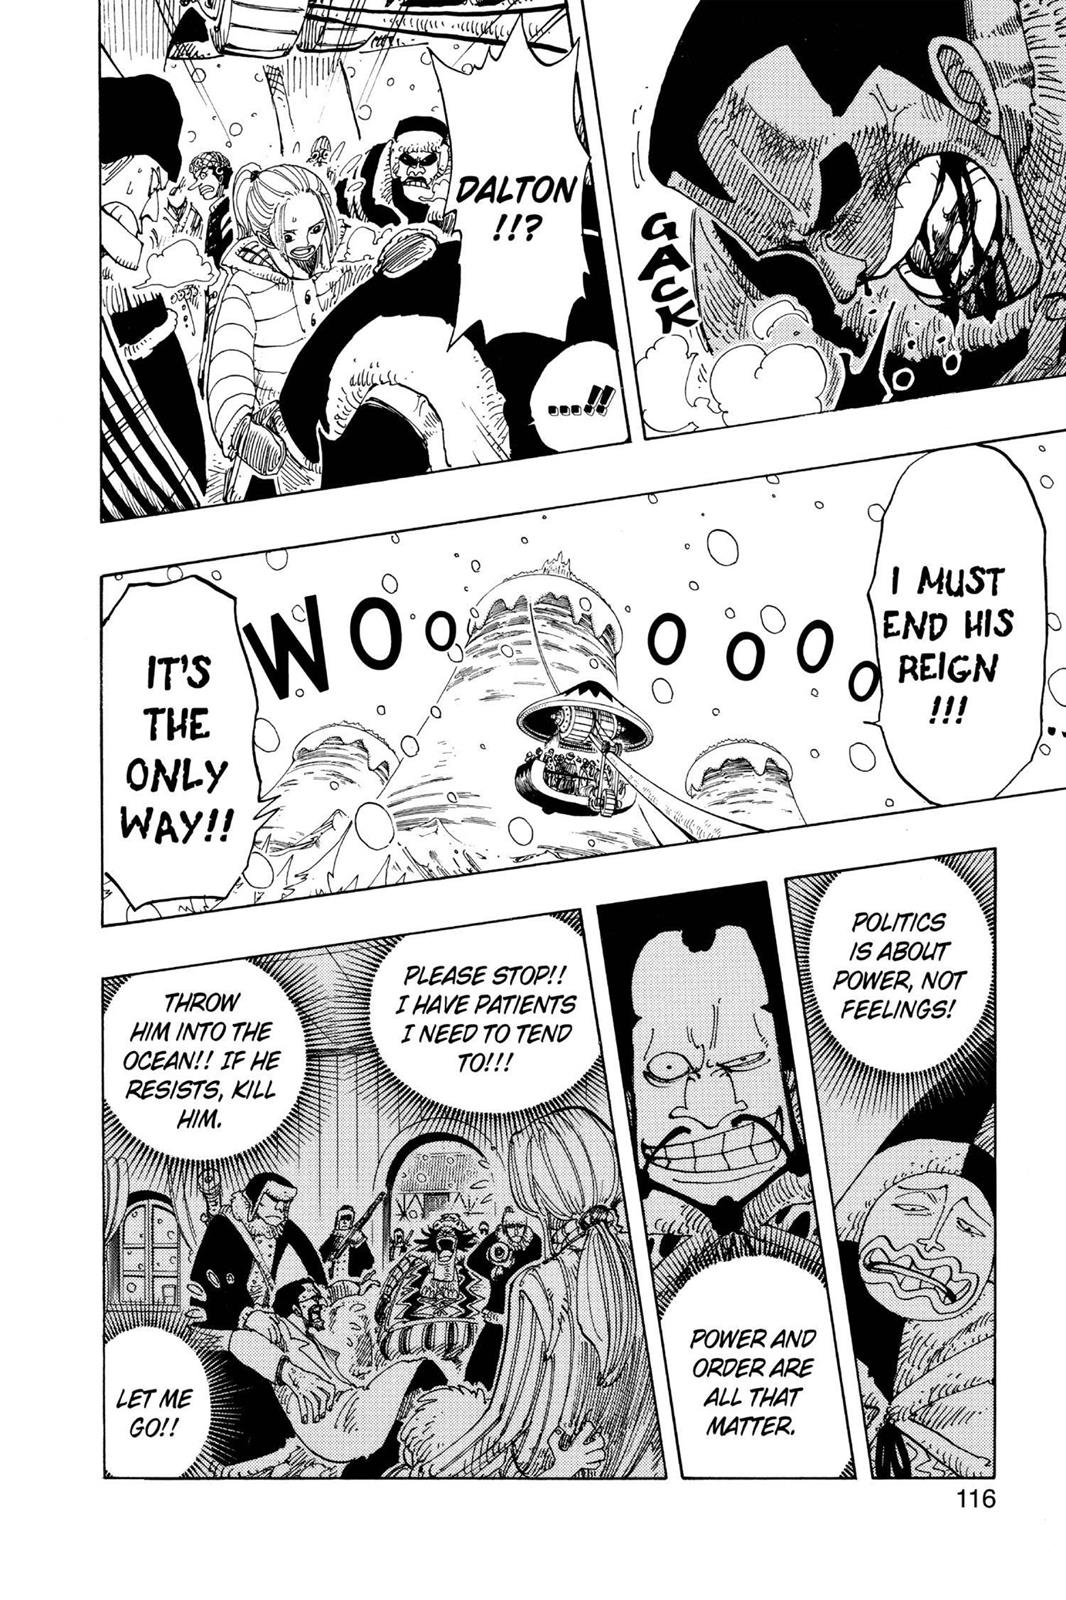 GACK
DALTON
!!?
....!!
I MUST
END HIS
REIGN
!!!
WOOOOOOO
IT'S
THE
ONLY
WAY!!
POLITICS
IS ABOUT
POWER, NOT
FEELINGS!
POWER AND
ORDER ARE
ALL THAT
MATTER.
PLEASE STOP!!
I HAVE PATIENTS
I NEED TO TEND
TO!!!
THROW
HIM INTO THE
OCEAN!! IF HE
RESISTS, KILL
HIM.
LET ME
GO!!
116